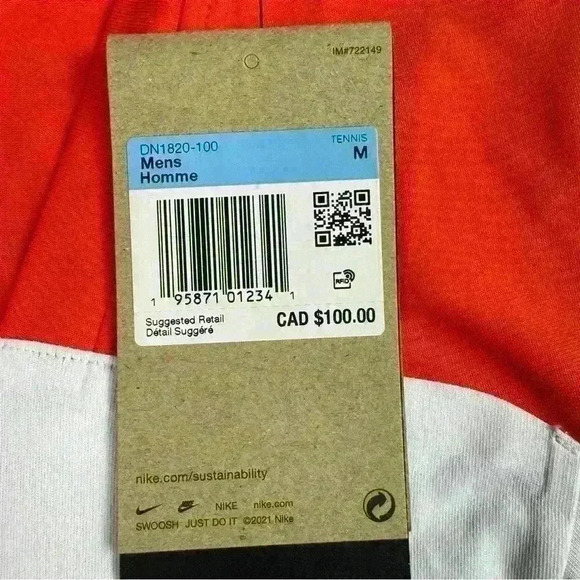 IM#722149
DN1820-100
TENNIS
Mens
M
Homme
RFID
1 95871 01234 1
Suggested Retail
Détail Suggéré
CAD $100.00
nike.com/sustainability
NIKE nike.com
SWOOSH JUST DO IT ©2021 Nike